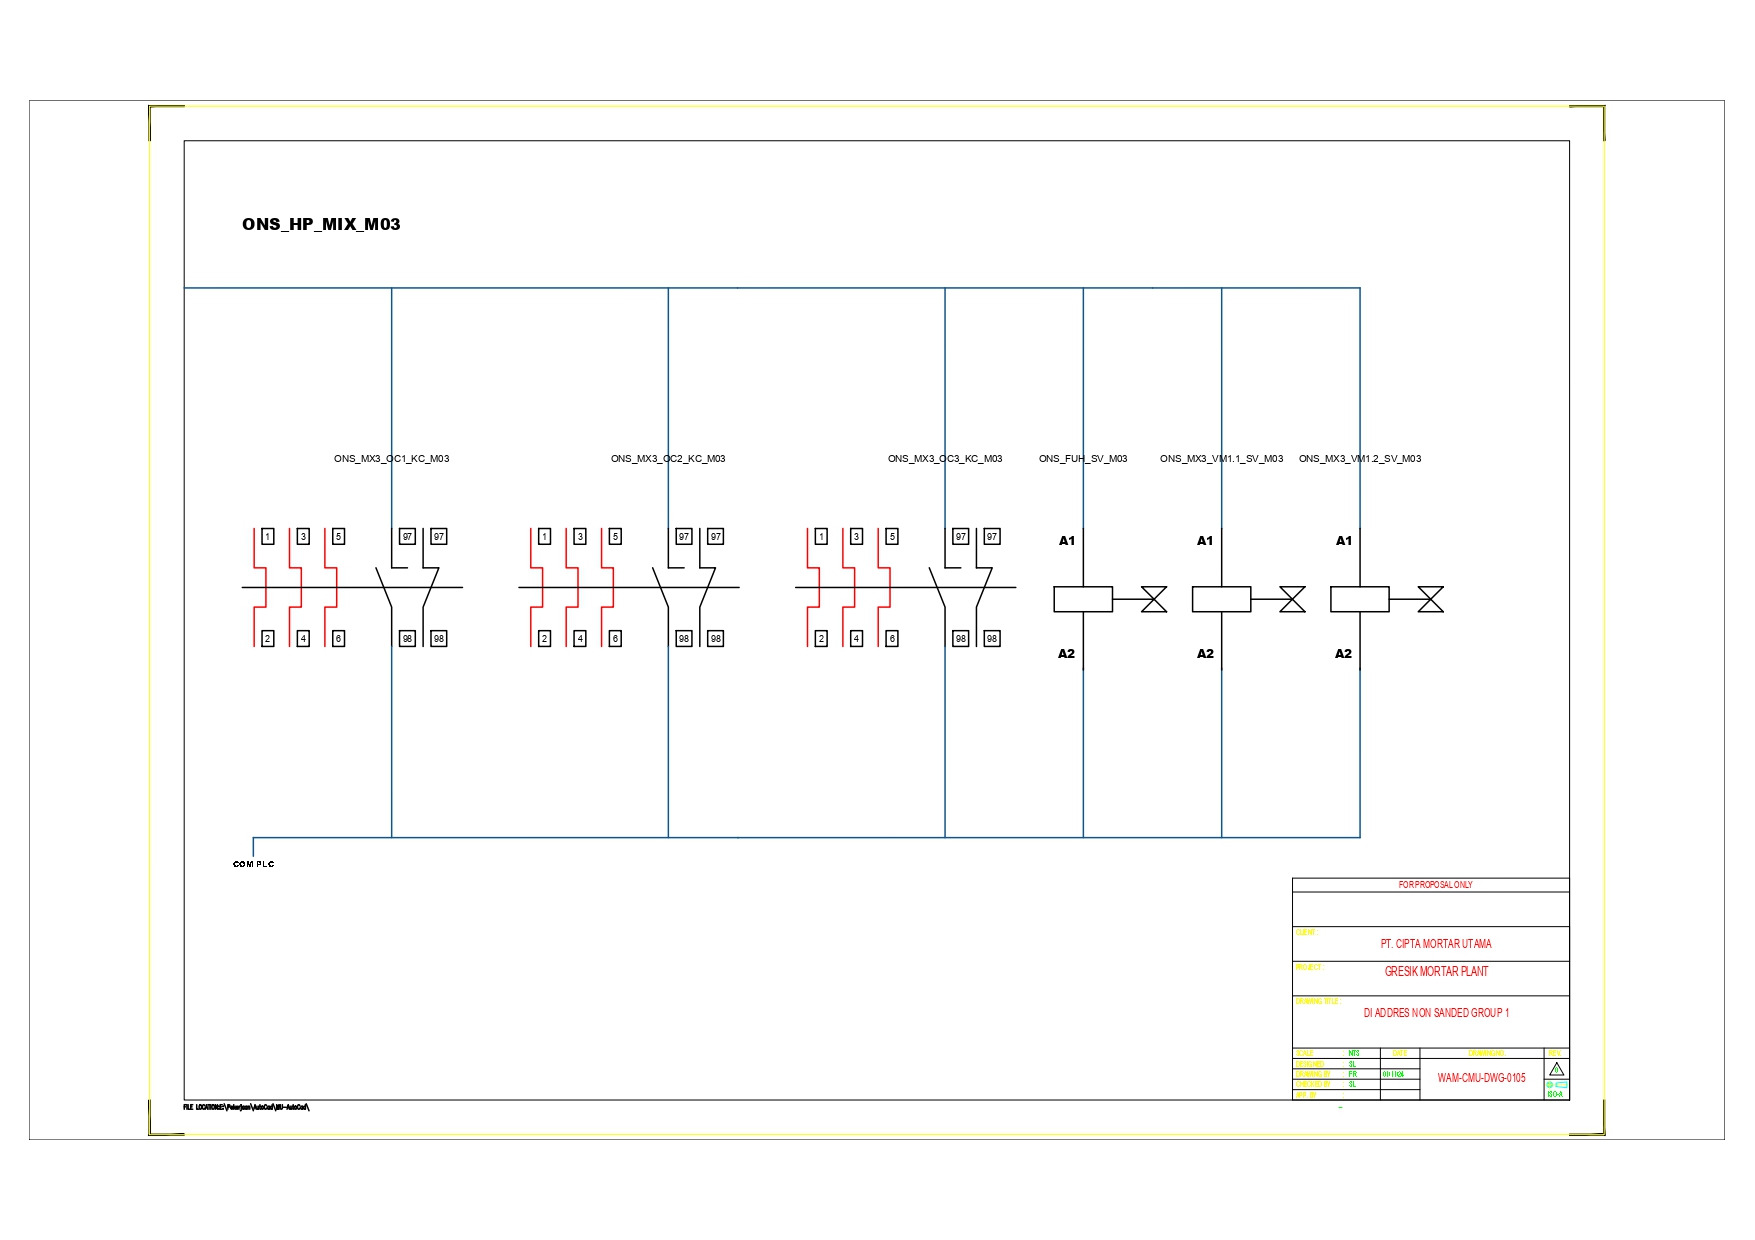 ONS_HP_MIX_M03
ONS_MX3_OC1_KC_M03 ONS_MX3_OC2_KC_M03 ONS_MX3_OC3_KC_M03 ONS_FUH_SV_M03 ONS_MX3_VM1.1_SV_M03 ONS_MX3_VM1.2_SV_M03
1 3 5 97 97 1 3 5 97 97 1 3 5 97 97 A1 A1 A1
2 4 6 98 98 2 4 6 98 98 2 4 6 98 98 A2 A2 A2
COM PLC
FOR PROPOSAL ONLY
CLIENT :
PT. CIPTA MORTAR UTAMA
PROJECT :
GRESIK MORTAR PLANT
DRAWING TITLE :
DI ADDRES NON SANDED GROUP 1
SCALE : NTS DATE DRAWING NO. REV.
DESIGNED : SL
DRAWING BY : FR
CHECKED BY : SL
WAM-CMU-DWG-0105
APP. BY :
ISO-A